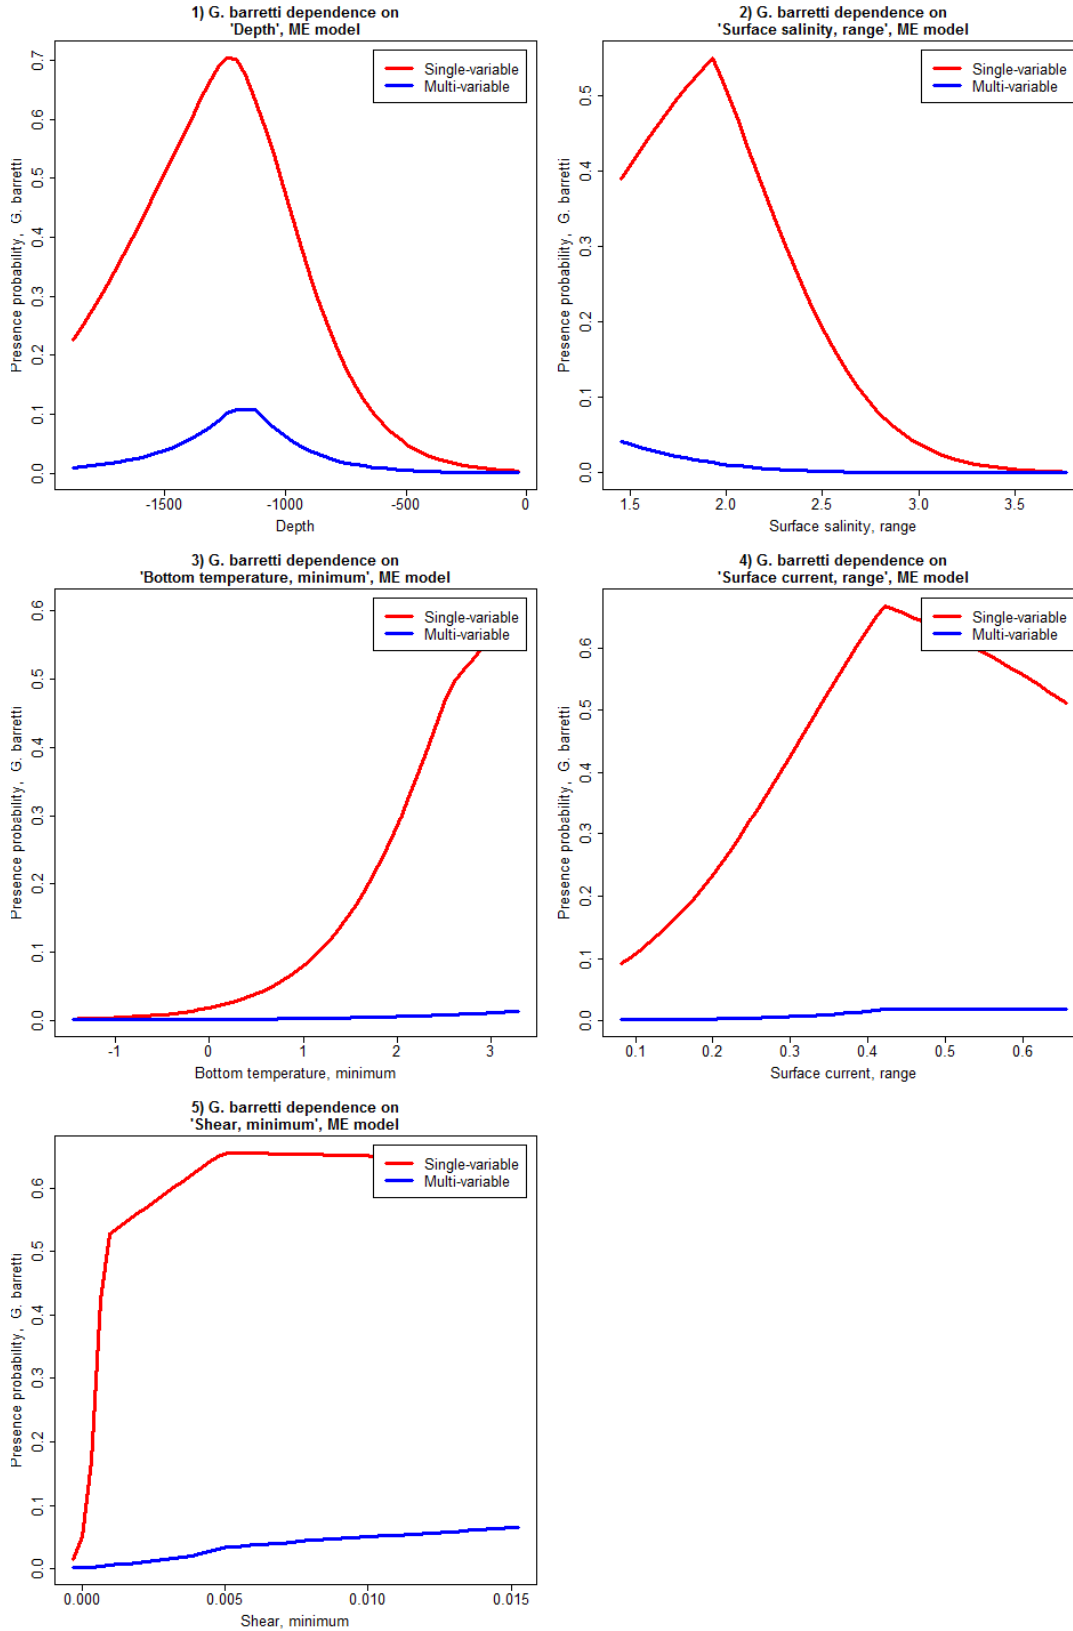 1) G. barretti dependence on
'Depth', ME model
Single-variable
Multi-variable
Presence probability, G. barretti
0.0
0.1
0.2
0.3
0.4
0.5
0.6
0.7
-1500
-1000
-500
0
Depth
2) G. barretti dependence on
'Surface salinity, range', ME model
Single-variable
Multi-variable
Presence probability, G. barretti
0.0
0.1
0.2
0.3
0.4
0.5
1.5
2.0
2.5
3.0
3.5
Surface salinity, range
3) G. barretti dependence on
'Bottom temperature, minimum', ME model
Single-variable
Multi-variable
Presence probability, G. barretti
0.0
0.1
0.2
0.3
0.4
0.5
0.6
-1
0
1
2
3
Bottom temperature, minimum
4) G. barretti dependence on
'Surface current, range', ME model
Single-variable
Multi-variable
Presence probability, G. barretti
0.0
0.1
0.2
0.3
0.4
0.5
0.6
0.1
0.2
0.3
0.4
0.5
0.6
Surface current, range
5) G. barretti dependence on
'Shear, minimum', ME model
Single-variable
Multi-variable
Presence probability, G. barretti
0.0
0.1
0.2
0.3
0.4
0.5
0.6
0.000
0.005
0.010
0.015
Shear, minimum